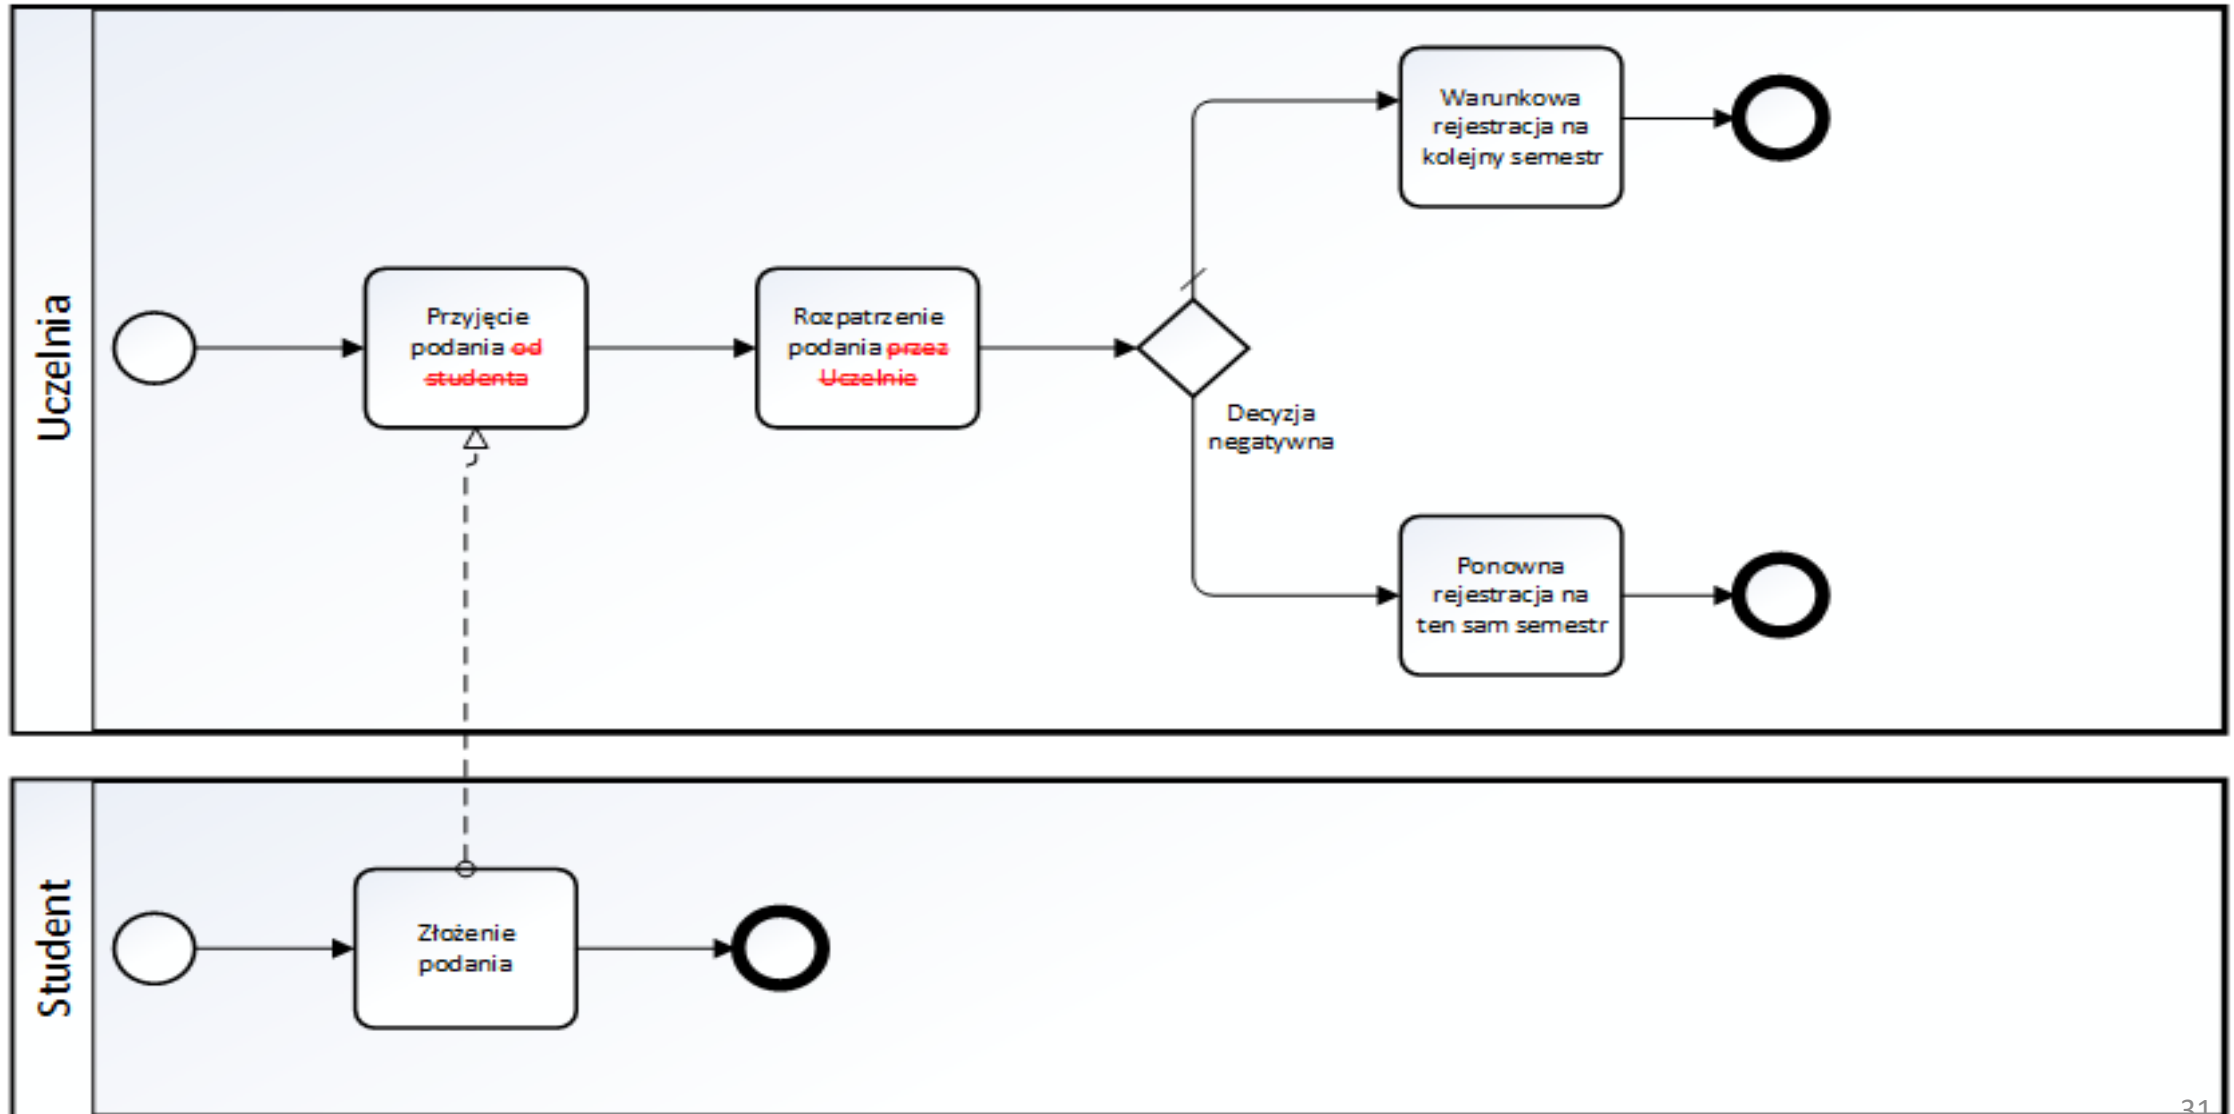 Uczelnia
Przyjęcie
podania od
studenta
Rozpatrzenie
podania przez
Uczelnie
Decyzja
negatywna
Warunkowa
rejestracja na
kolejny semestr
Ponowna
rejestracja na
ten sam semestr
Student
Złożenie
podania
31